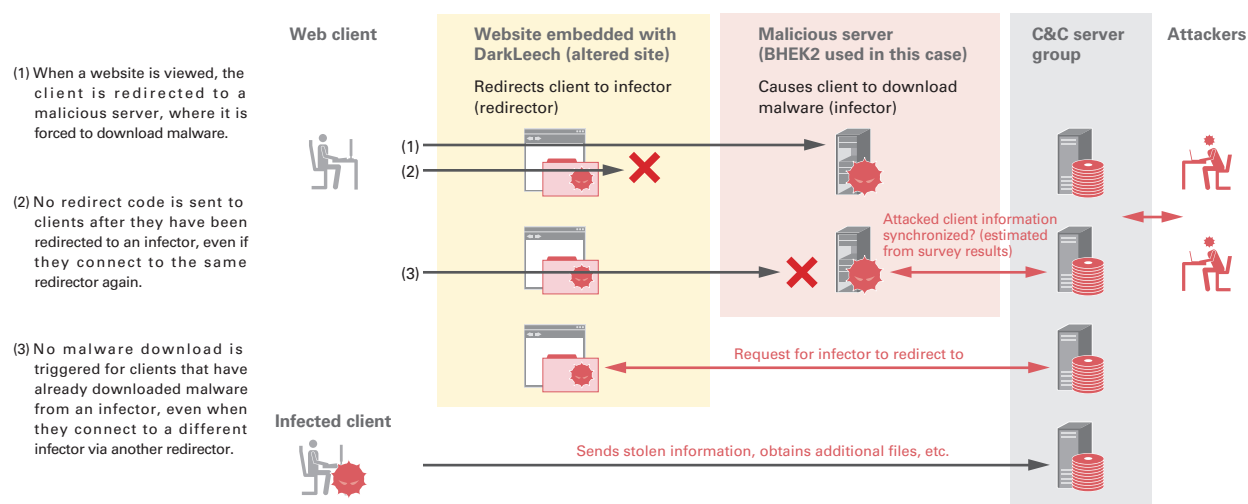 Web client
Website embedded with
DarkLeech (altered site)
Redirects client to infector
(redirector)
Malicious server
(BHEK2 used in this case)
Causes client to download
malware (infector)
C&C server
group
Attackers
(1) When a website is viewed, the
client is redirected to a
malicious server, where it is
forced to download malware.
(1)
(2)
(2) No redirect code is sent to
clients after they have been
redirected to an infector, even if
they connect to the same
redirector again.
Attacked client information
synchronized? (estimated
from survey results)
(3)
(3) No malware download is
triggered for clients that have
already downloaded malware
from an infector, even when
they connect to a different
infector via another redirector.
Request for infector to redirect to
Infected client
Sends stolen information, obtains additional files, etc.